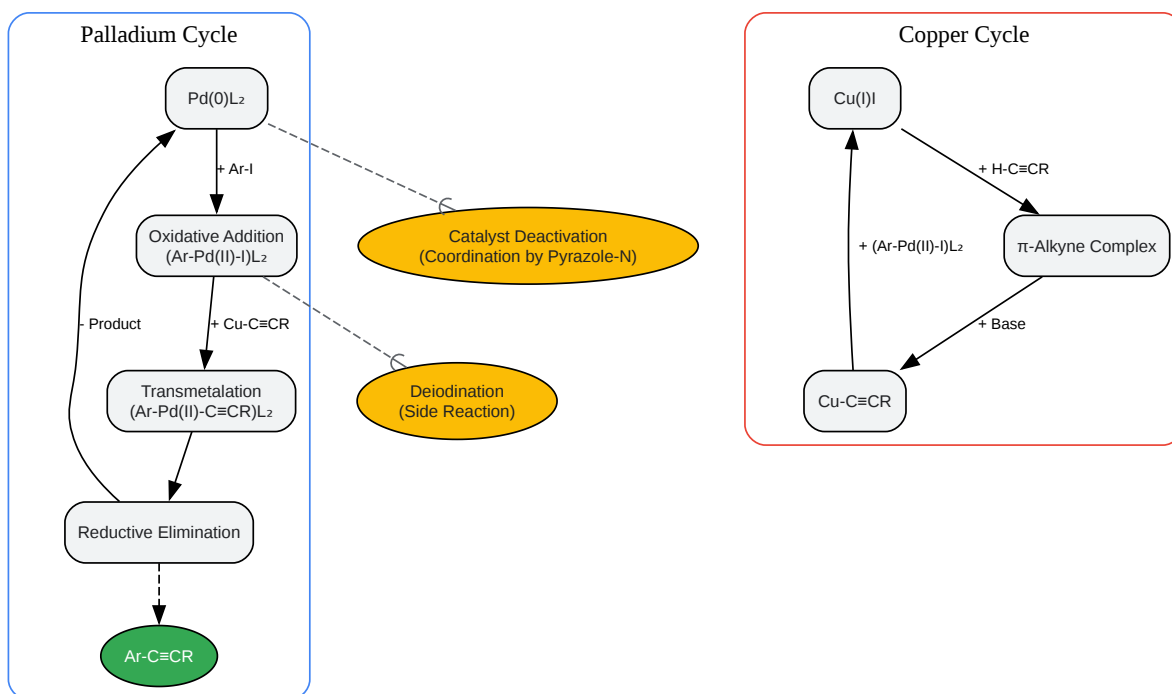 Palladium Cycle
Pd(0)L₂
+ Ar-I
Oxidative Addition
(Ar-Pd(II)-I)L₂
- Product
+ Cu-C≡CR
Transmetalation
(Ar-Pd(II)-C≡CR)L₂
Reductive Elimination
Ar-C≡CR
Catalyst Deactivation
(Coordination by Pyrazole-N)
Deiodination
(Side Reaction)
Copper Cycle
Cu(I)I
+ H-C≡CR
+ (Ar-Pd(II)-I)L₂
π-Alkyne Complex
+ Base
Cu-C≡CR